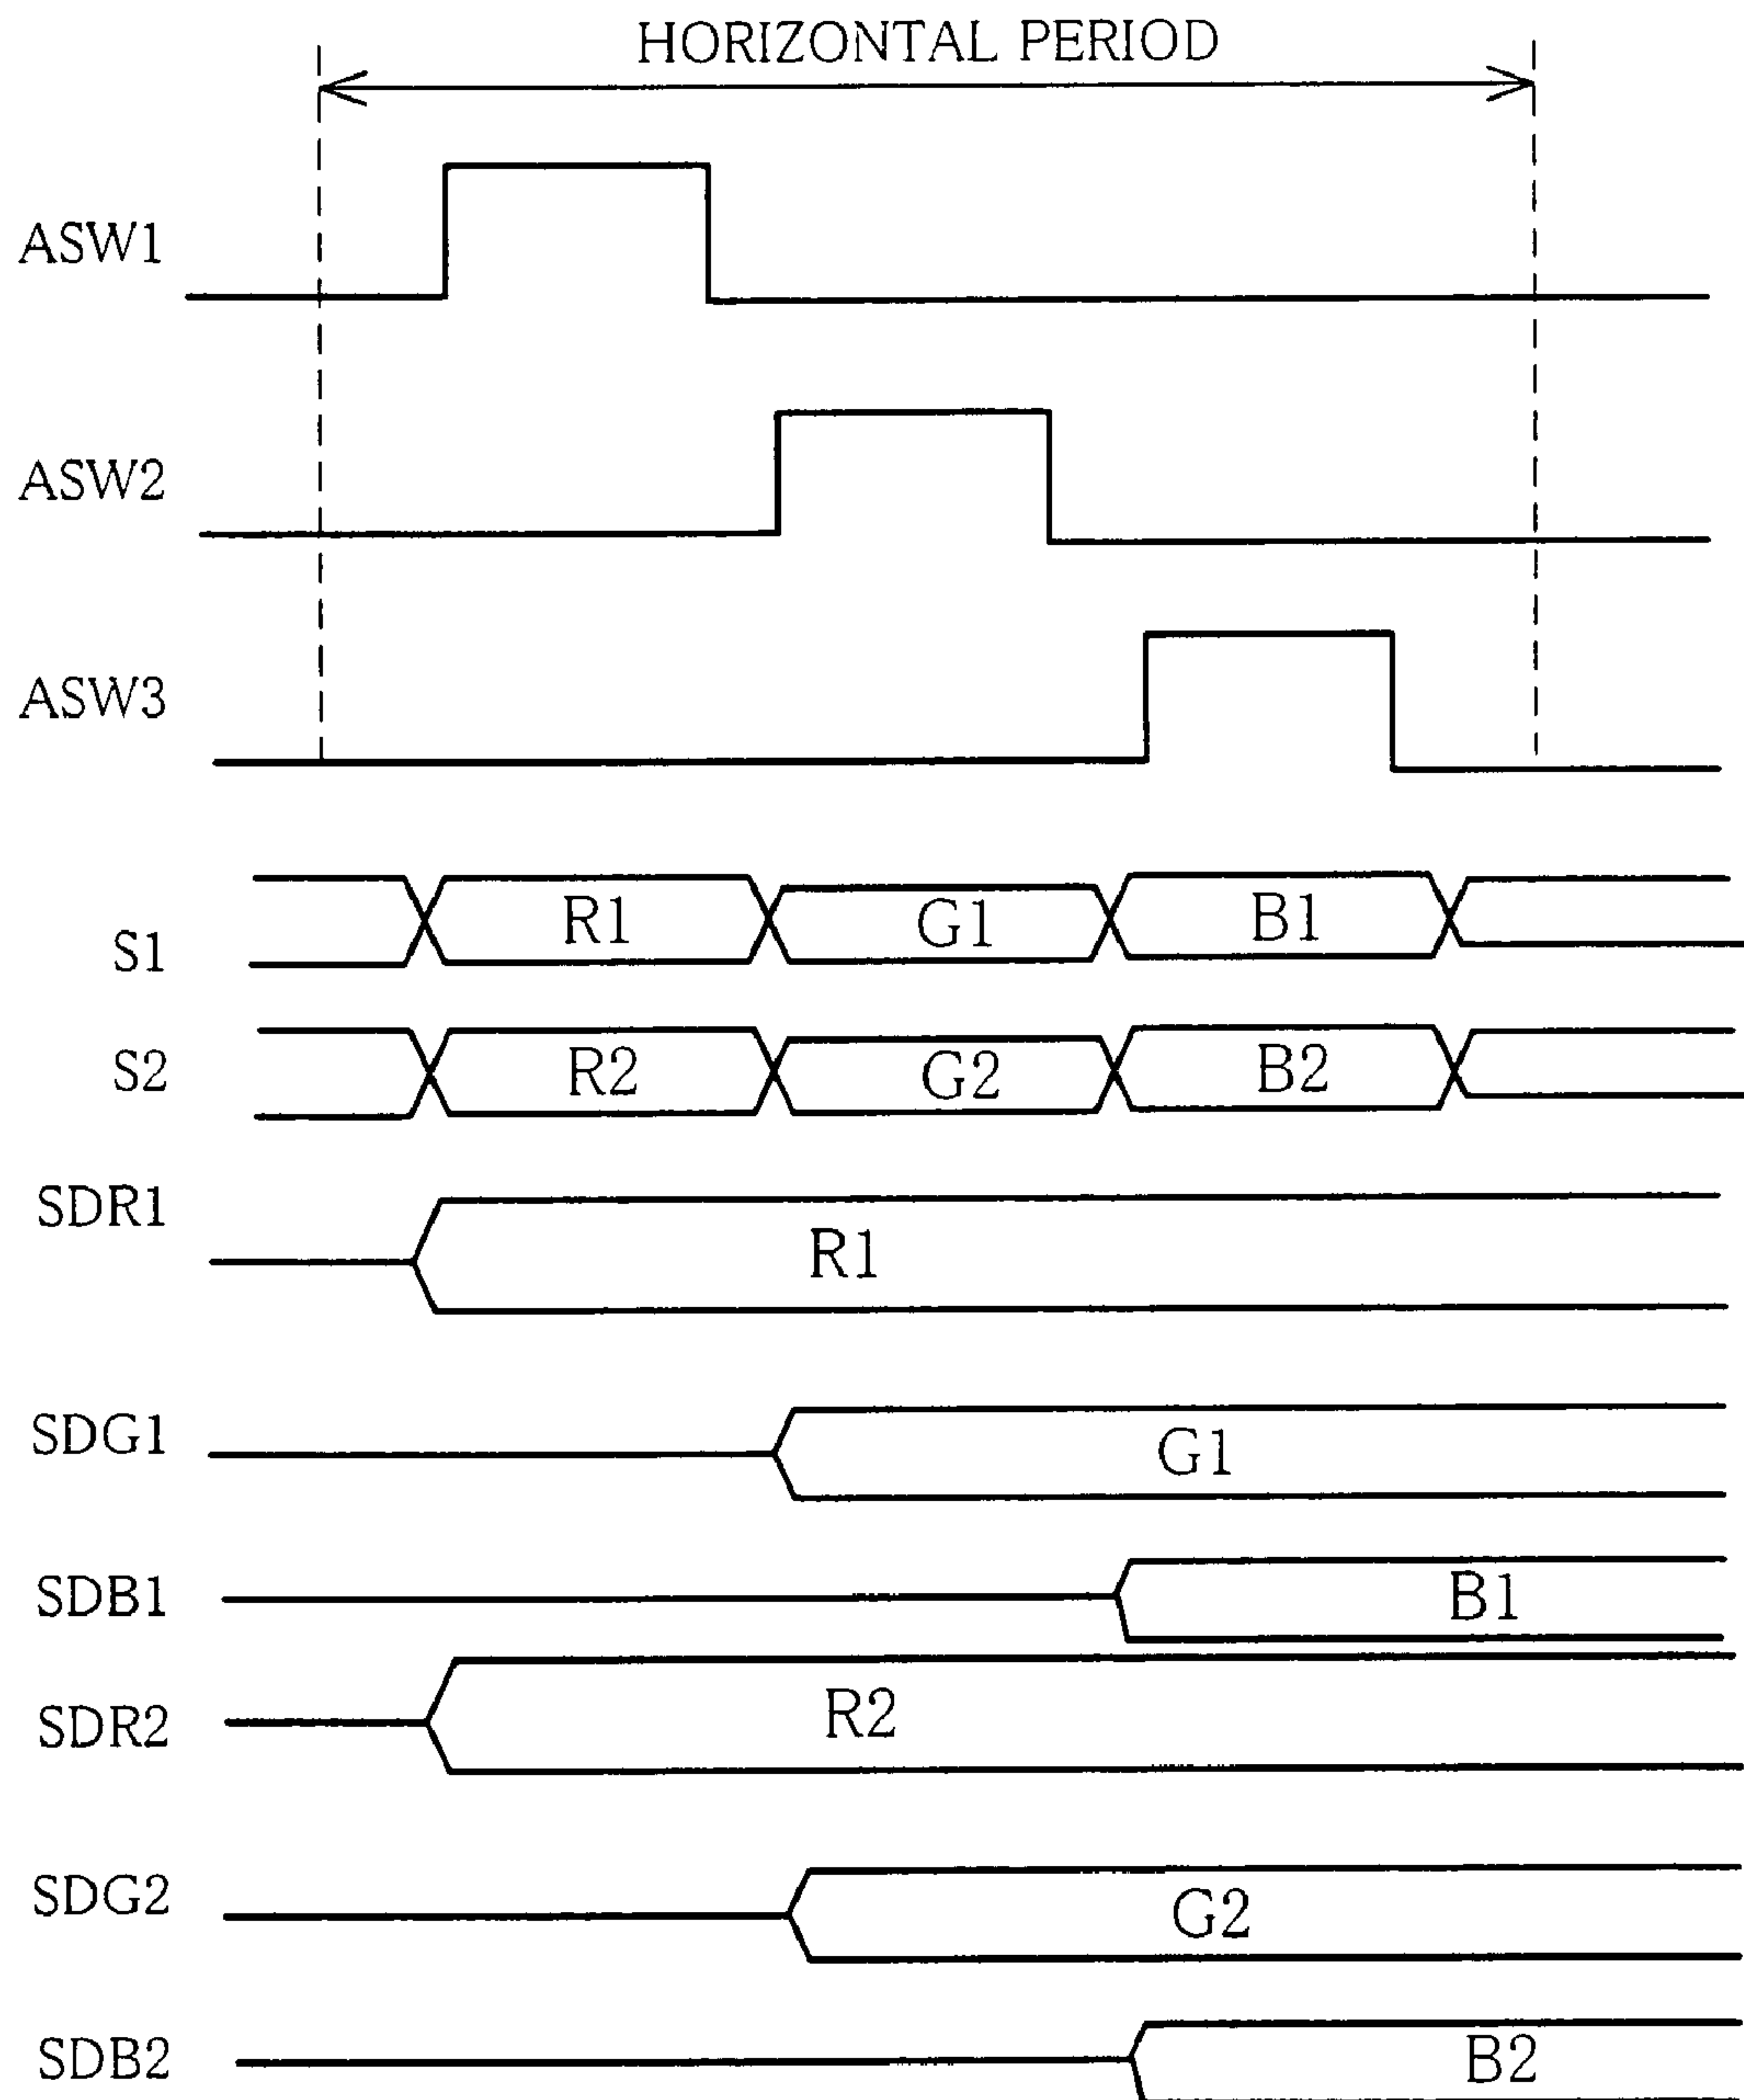 HORIZONTAL PERIOD
ASW1
ASW2
ASW3
S1 R1 G1 B1
S2 R2 G2 B2
SDR1 R1
SDG1 G1
SDB1 B1
SDR2 R2
SDG2 G2
SDB2 B2